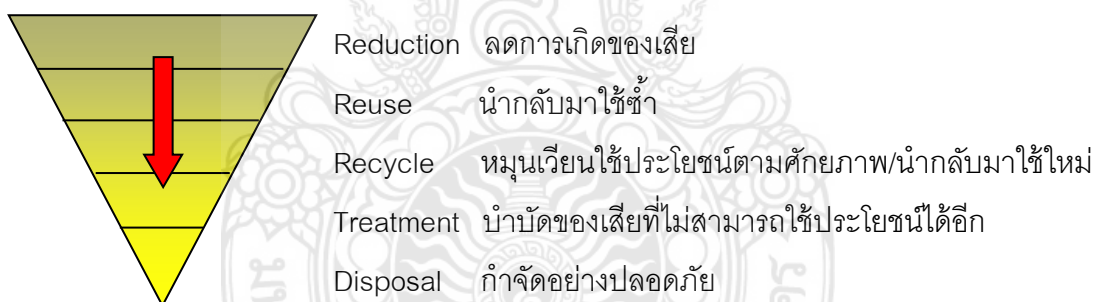 Reduction ลดการเกิดของเสีย
Reuse นำกลับมาใช้ซ้ำ
Recycle หมุนเวียนใช้ประโยชน์ตามศักยภาพ/นำกลับมาใช้ใหม่
Treatment บำบัดของเสียที่ไม่สามารถใช้ประโยชน์ได้อีก
Disposal กำจัดอย่างปลอดภัย